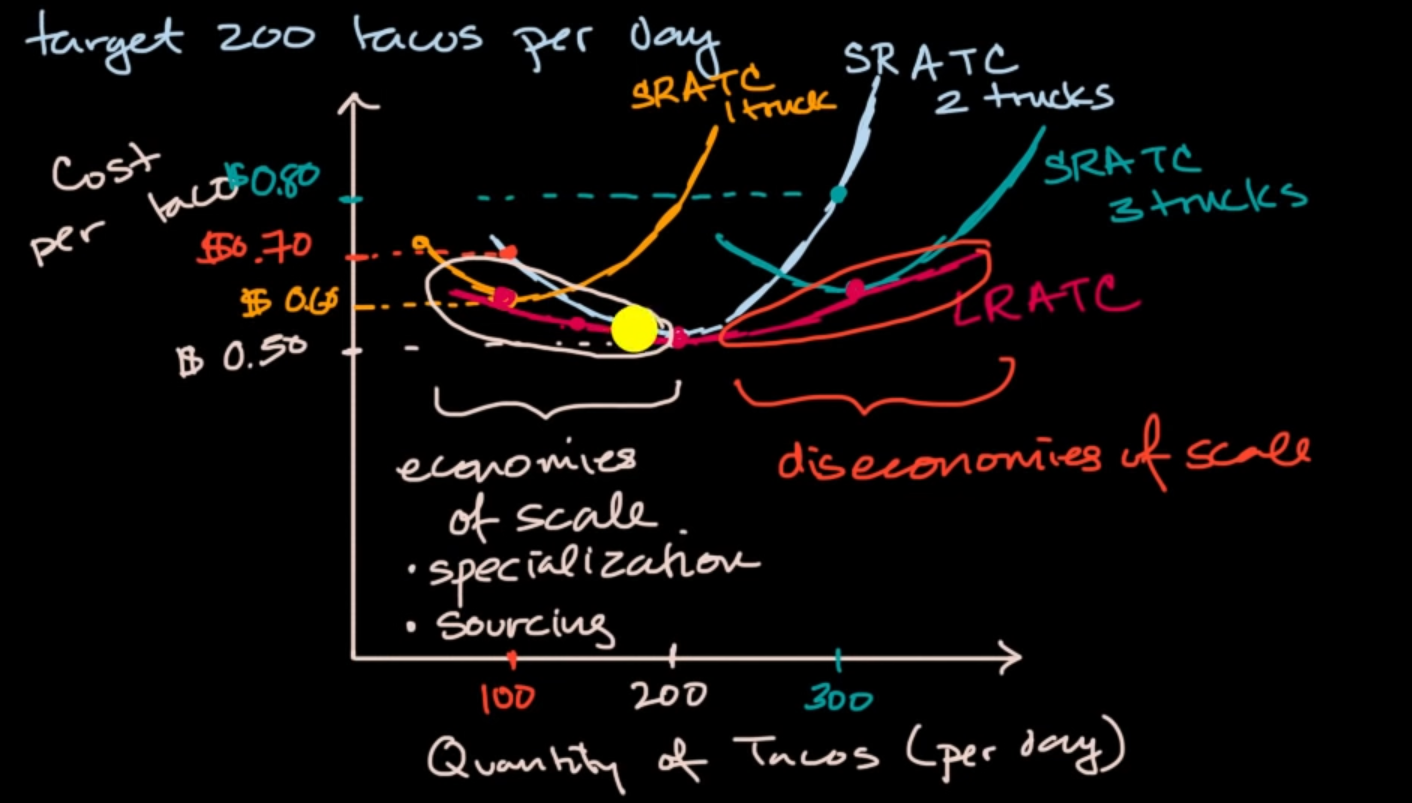 target 200 tacos per day
SRATC
1 truck
SRATC
2 trucks
SRATC
3 trucks
Cost
per taco
$0.80
$0.70
$ 0.60
$ 0.50
LRATC
economies
of scale
• specialization
• sourcing
diseconomies of scale
100
200
300
Quantity of Tacos (per day)